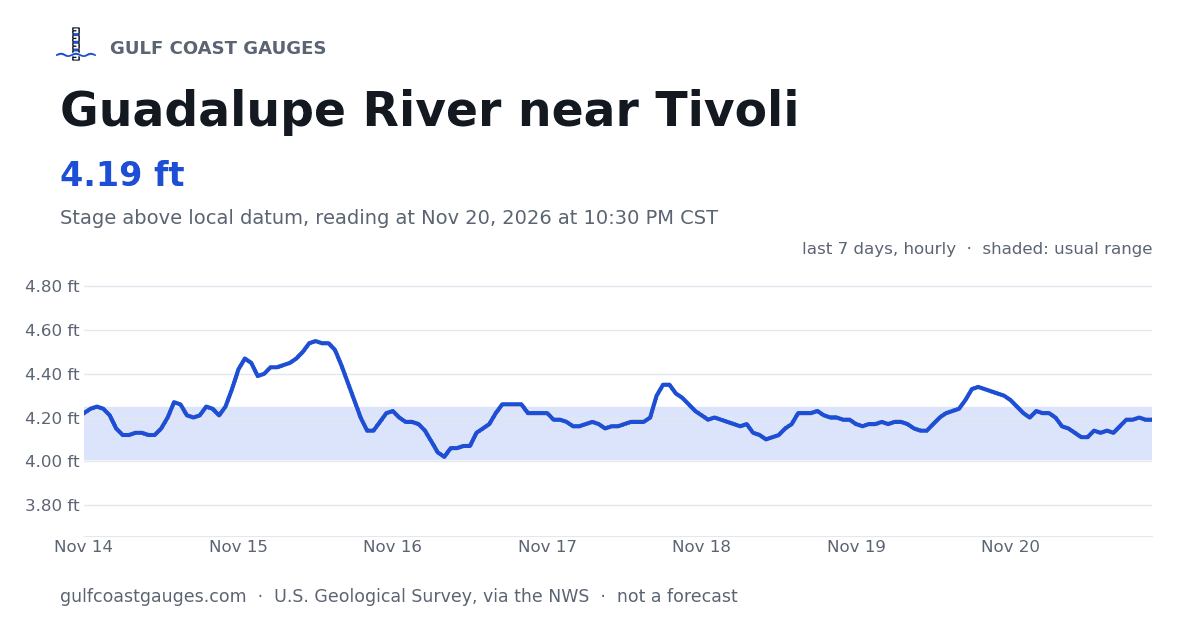 GULF COAST GAUGES
Guadalupe River near Tivoli
4.19 ft
Stage above local datum, reading at Nov 20, 2026 at 10:30 PM CST
last 7 days, hourly · shaded: usual range
4.80 ft
4.60 ft
4.40 ft
4.20 ft
4.00 ft
3.80 ft
Nov 14 Nov 15 Nov 16 Nov 17 Nov 18 Nov 19 Nov 20
gulfcoastgauges.com · U.S. Geological Survey, via the NWS · not a forecast